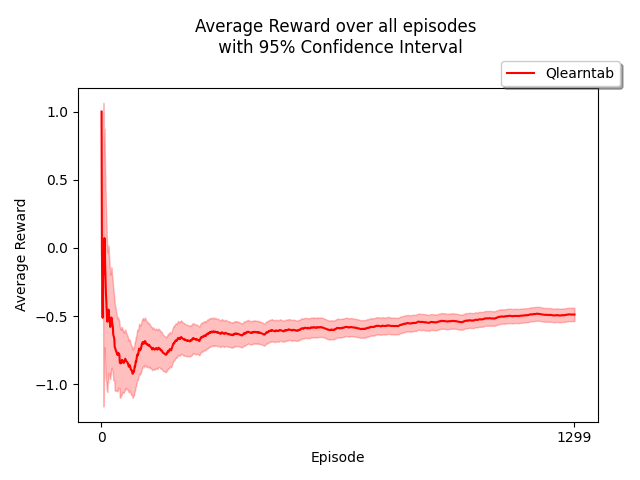 Average Reward over all episodes
with 95% Confidence Interval
Qlearntab
1.0
0.5
0.0
−0.5
−1.0
Average Reward
0
1299
Episode